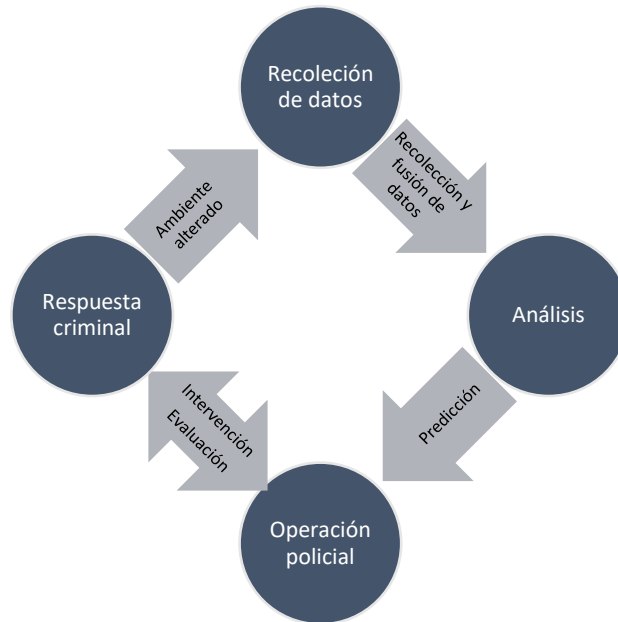 Recoleción
de datos
Recolección y
fusión de
datos
Análisis
Predicción
Operación
policial
Intervención
Evaluación
Respuesta
criminal
Ambiente
alterado